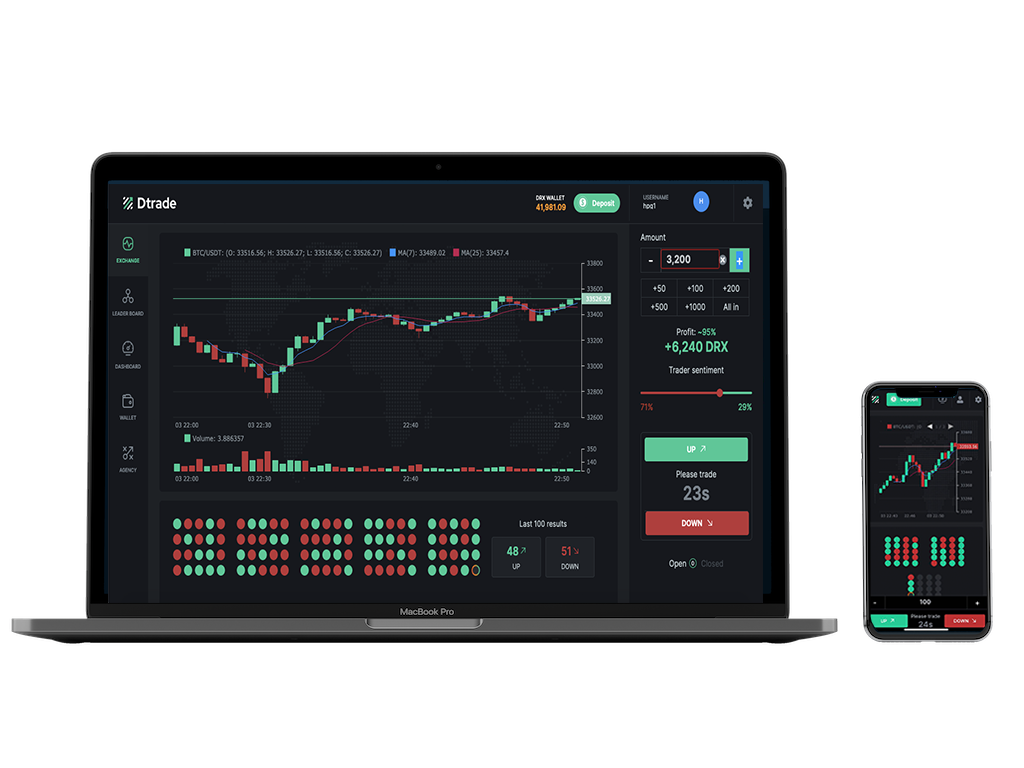 Dtrade
DRX WALLET
41,981.09
Deposit
USERNAME
hpq1
H
EXCHANGE
LEADER BOARD
DASHBOARD
WALLET
AGENCY
BTC/USDT: (O: 33516.56; H: 33526.27; L: 33516.56; C: 33526.27) MA(7): 33489.02 MA(25): 33457.4
33800
33600
33526.27
33400
33200
33000
32800
32600
03 22:00 03 22:30 22:40 22:50
Volume: 3.886357
350
140
0
03 22:00 03 22:30 22:40 22:50
Last 100 results
48
UP
51
DOWN
Amount
- 3,200 +
+50 +100 +200
+500 +1000 All in
Profit: ~95%
+6,240 DRX
Trader sentiment
71% 29%
UP
Please trade
23s
DOWN
Open 0 Closed
MacBook Pro
Deposit
- 100 +
UP
Please trade
24s
DOWN